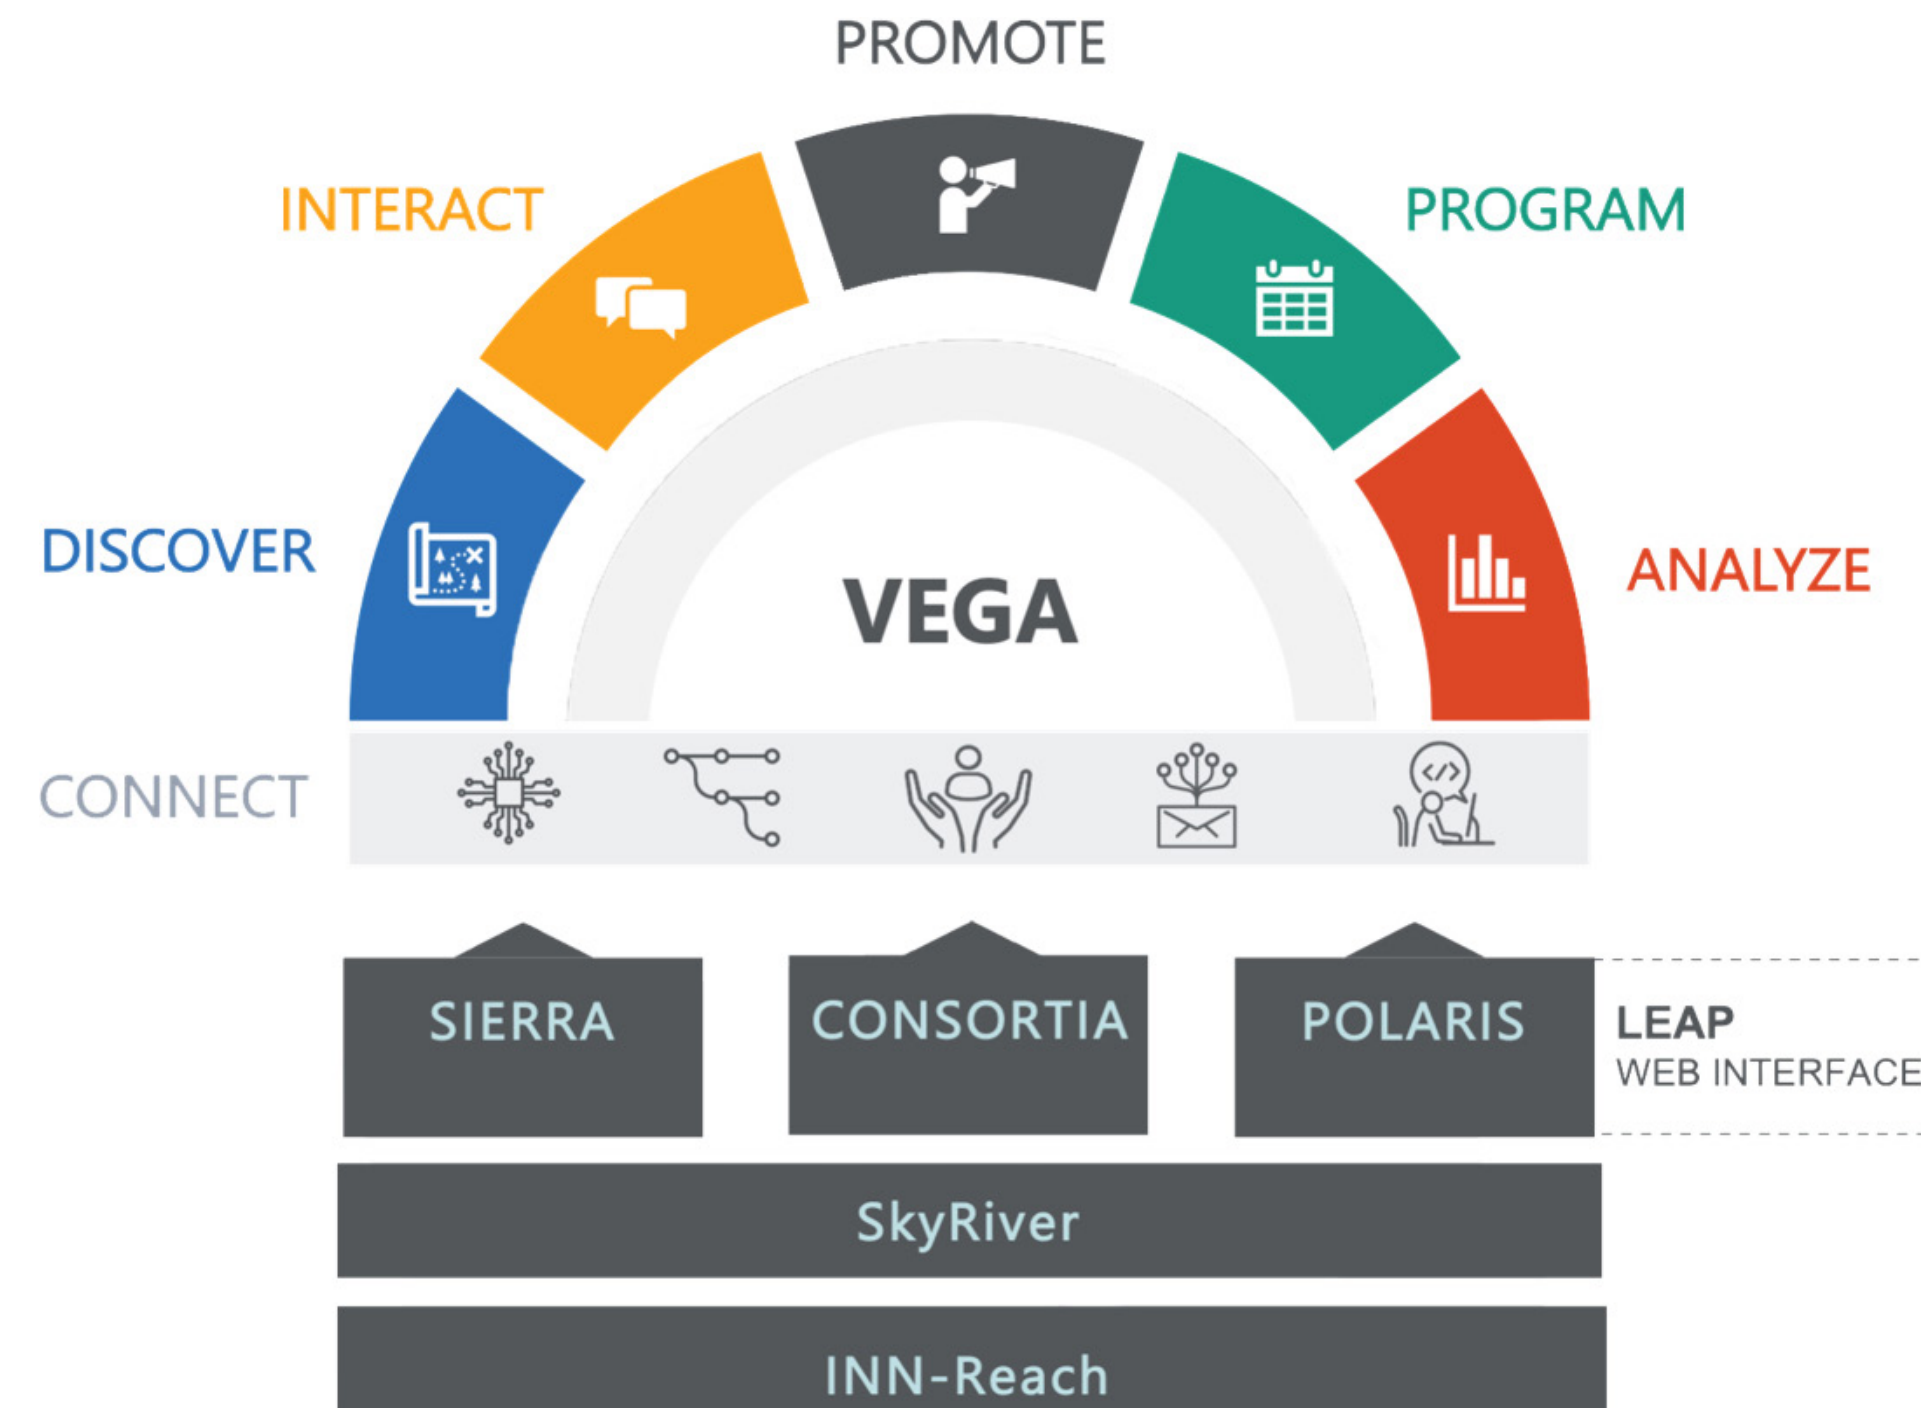 PROMOTE
INTERACT
PROGRAM
DISCOVER
ANALYZE
VEGA
CONNECT
</>
SIERRA
CONSORTIA
POLARIS
LEAP
WEB INTERFACE
SkyRiver
INN-Reach